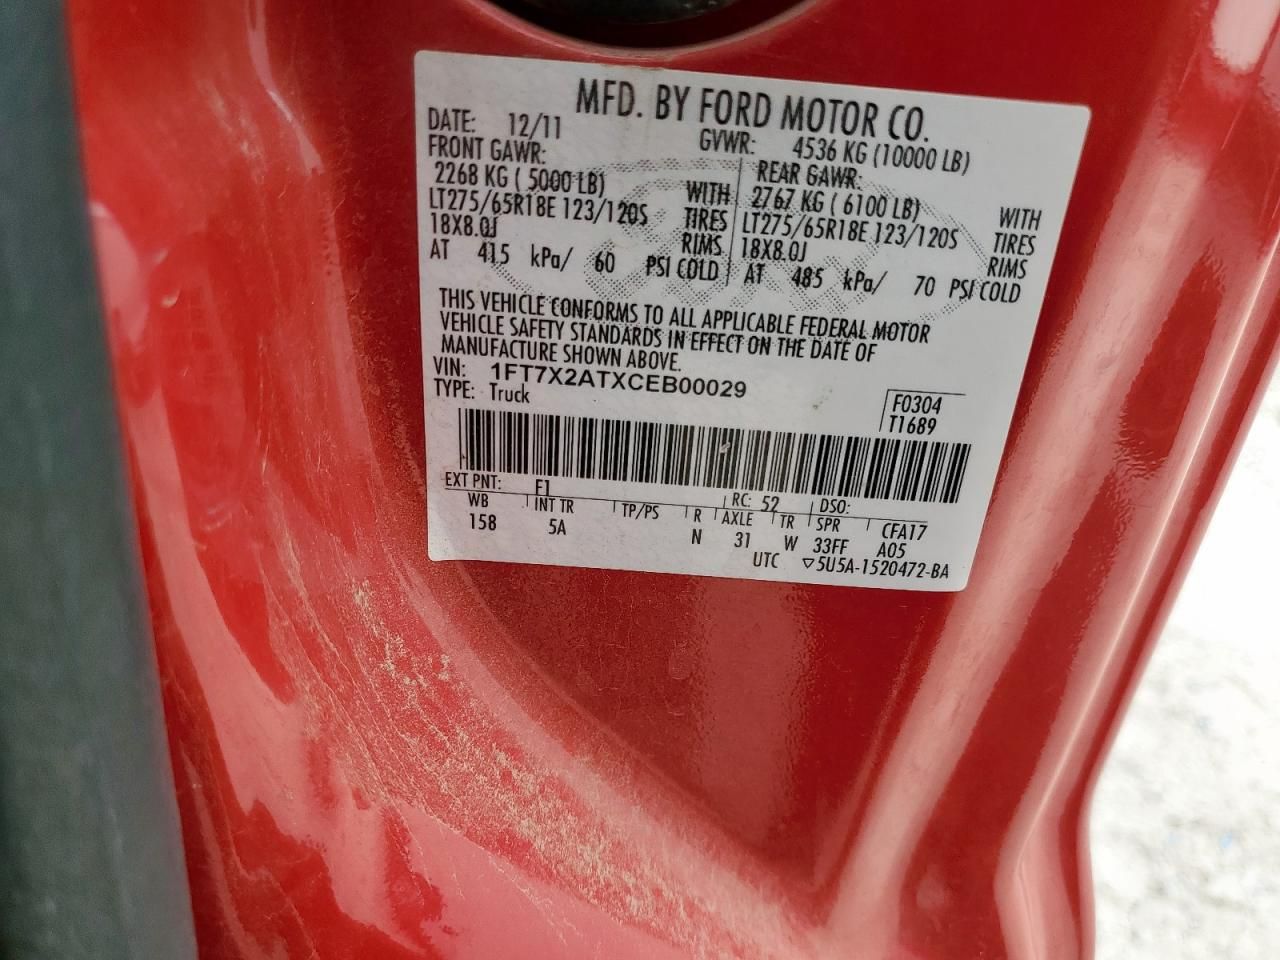 MFD. BY FORD MOTOR CO.
DATE: 12/11 GVWR: 4536 KG (10000 LB)
FRONT GAWR: REAR GAWR:
2268 KG ( 5000 LB) WITH 2767 KG ( 6100 LB) WITH
LT275/65R18E 123/120S TIRES LT275/65R18E 123/120S TIRES
18X8.0J RIMS 18X8.0J RIMS
AT 415 kPa/ 60 PSI COLD AT 485 kPa/ 70 PSI COLD
THIS VEHICLE CONFORMS TO ALL APPLICABLE FEDERAL MOTOR
VEHICLE SAFETY STANDARDS IN EFFECT ON THE DATE OF
MANUFACTURE SHOWN ABOVE.
VIN: 1FT7X2ATXCEB00029
TYPE: Truck
F0304
T1689
EXT PNT: F1 RC: 52 DSO:
WB INT TR TP/PS R AXLE TR SPR CFA17
158 5A N 31 W 33FF A05
UTC ▽5U5A-1520472-BA